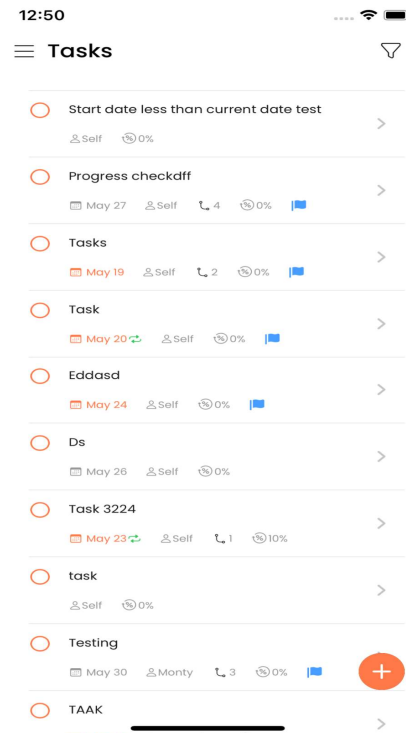 12:50
Tasks
Start date less than current date test
Self 0%
Progress checkdff
May 27 Self 4 0%
Tasks
May 19 Self 2 0%
Task
May 20 Self 0%
Eddasd
May 24 Self 0%
Ds
May 26 Self 0%
Task 3224
May 23 Self 1 10%
task
Self 0%
Testing
May 30 Monty 3 0%
TAAK